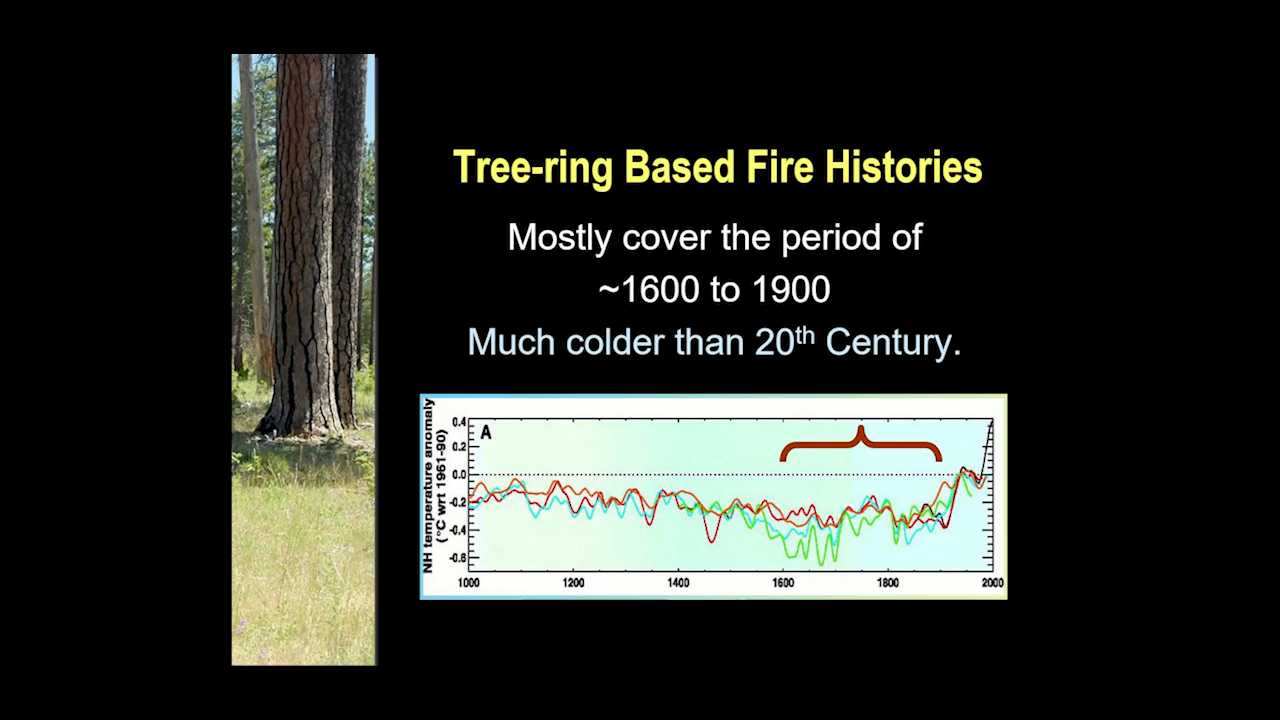 Tree-ring Based Fire Histories
Mostly cover the period of
~1600 to 1900
Much colder than 20th Century.
NH temperature anomaly
(°C wrt 1961-90)
A
0.4
0.2
0.0
-0.2
-0.4
-0.6
1000 1200 1400 1600 1800 2000